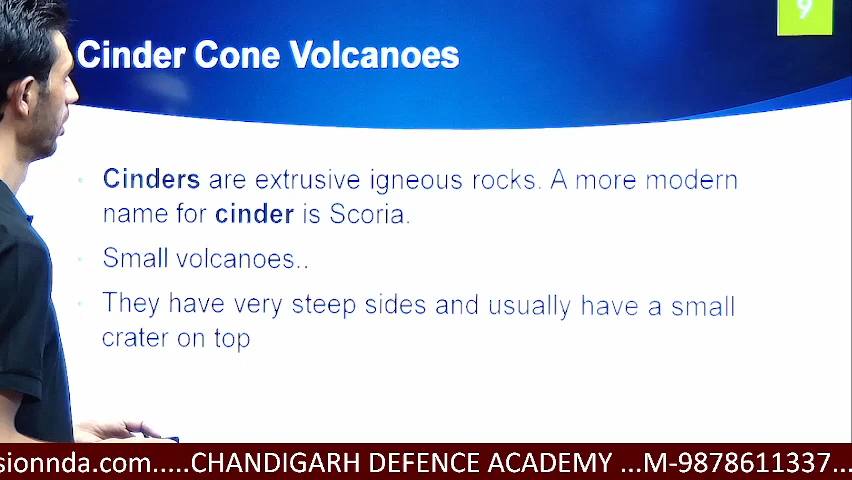 9
Cinder Cone Volcanoes
Cinders are extrusive igneous rocks. A more modern
name for cinder is Scoria.
Small volcanoes..
They have very steep sides and usually have a small
crater on top
sionnda.com.....CHANDIGARH DEFENCE ACADEMY ...M-9878611337...